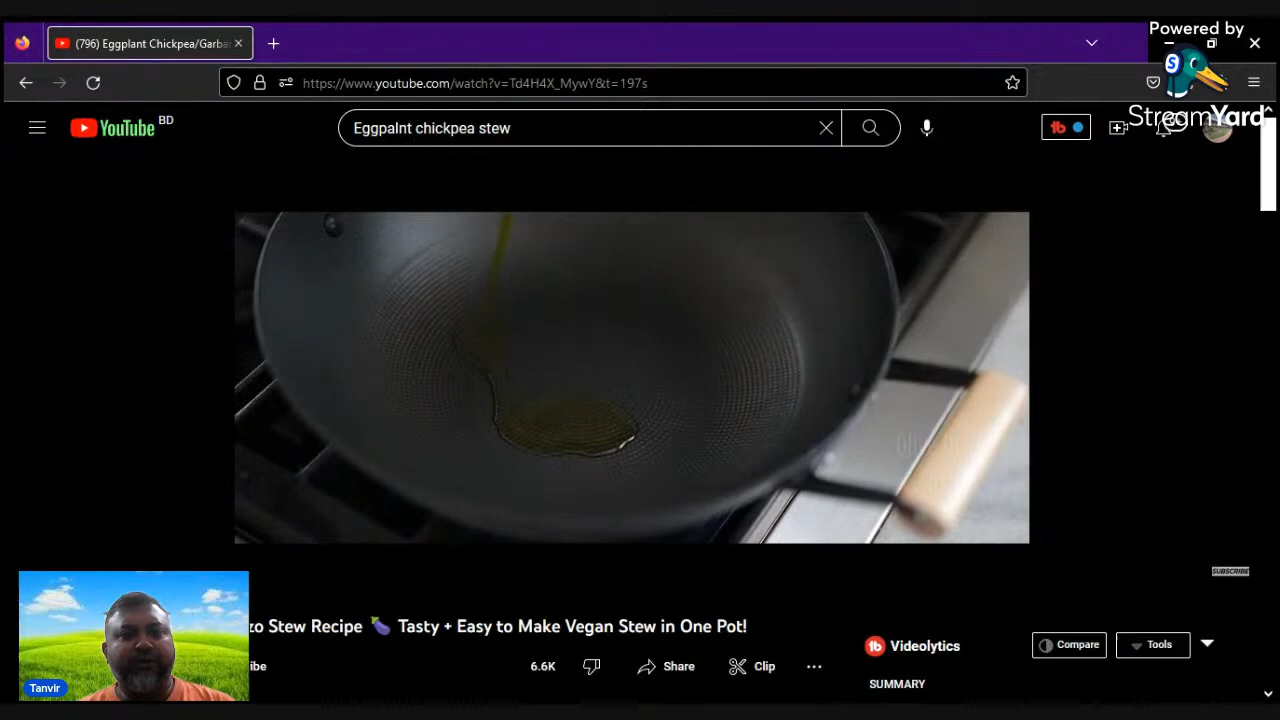 Powered by
(796) Eggplant Chickpea/Garba
https://www.youtube.com/watch?v=Td4H4X_MywY&t=197s
StreamYard
YouTube BD
Eggpalnt chickpea stew
SUBSCRIBE
zo Stew Recipe 🍆 Tasty + Easy to Make Vegan Stew in One Pot!
ibe
6.6K
Share
Clip
Videolytics
Compare
Tools
SUMMARY
Tanvir